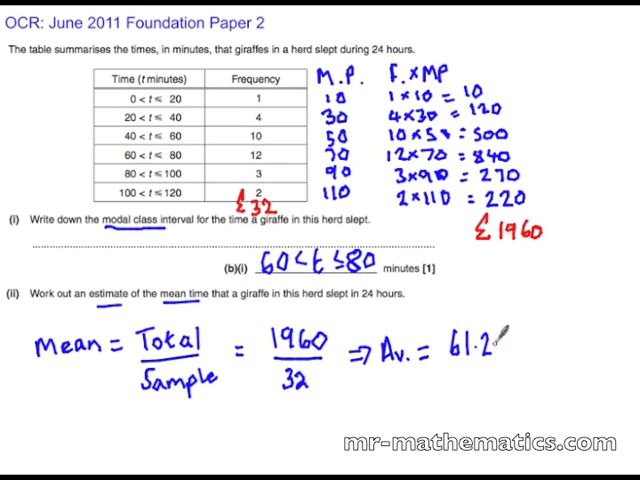 OCR: June 2011 Foundation Paper 2
The table summarises the times, in minutes, that giraffes in a herd slept during 24 hours.
Time (t minutes) Frequency M.P. F. x MP
0 < t ≤ 20 1 10 1 x 10 = 10
20 < t ≤ 40 4 30 4 x 30 = 120
40 < t ≤ 60 10 50 10 x 50 = 500
60 < t ≤ 80 12 70 12 x 70 = 840
80 < t ≤ 100 3 90 3 x 90 = 270
100 < t ≤ 120 2 110 2 x 110 = 220
Σ 32
Σ 1960
(i) Write down the modal class interval for the time a giraffe in this herd slept.
(b)(i) 60 < t ≤ 80 minutes [1]
(ii) Work out an estimate of the mean time that a giraffe in this herd slept in 24 hours.
Mean = Total / Sample = 1960 / 32 => Av. = 61.2
mr-mathematics.com